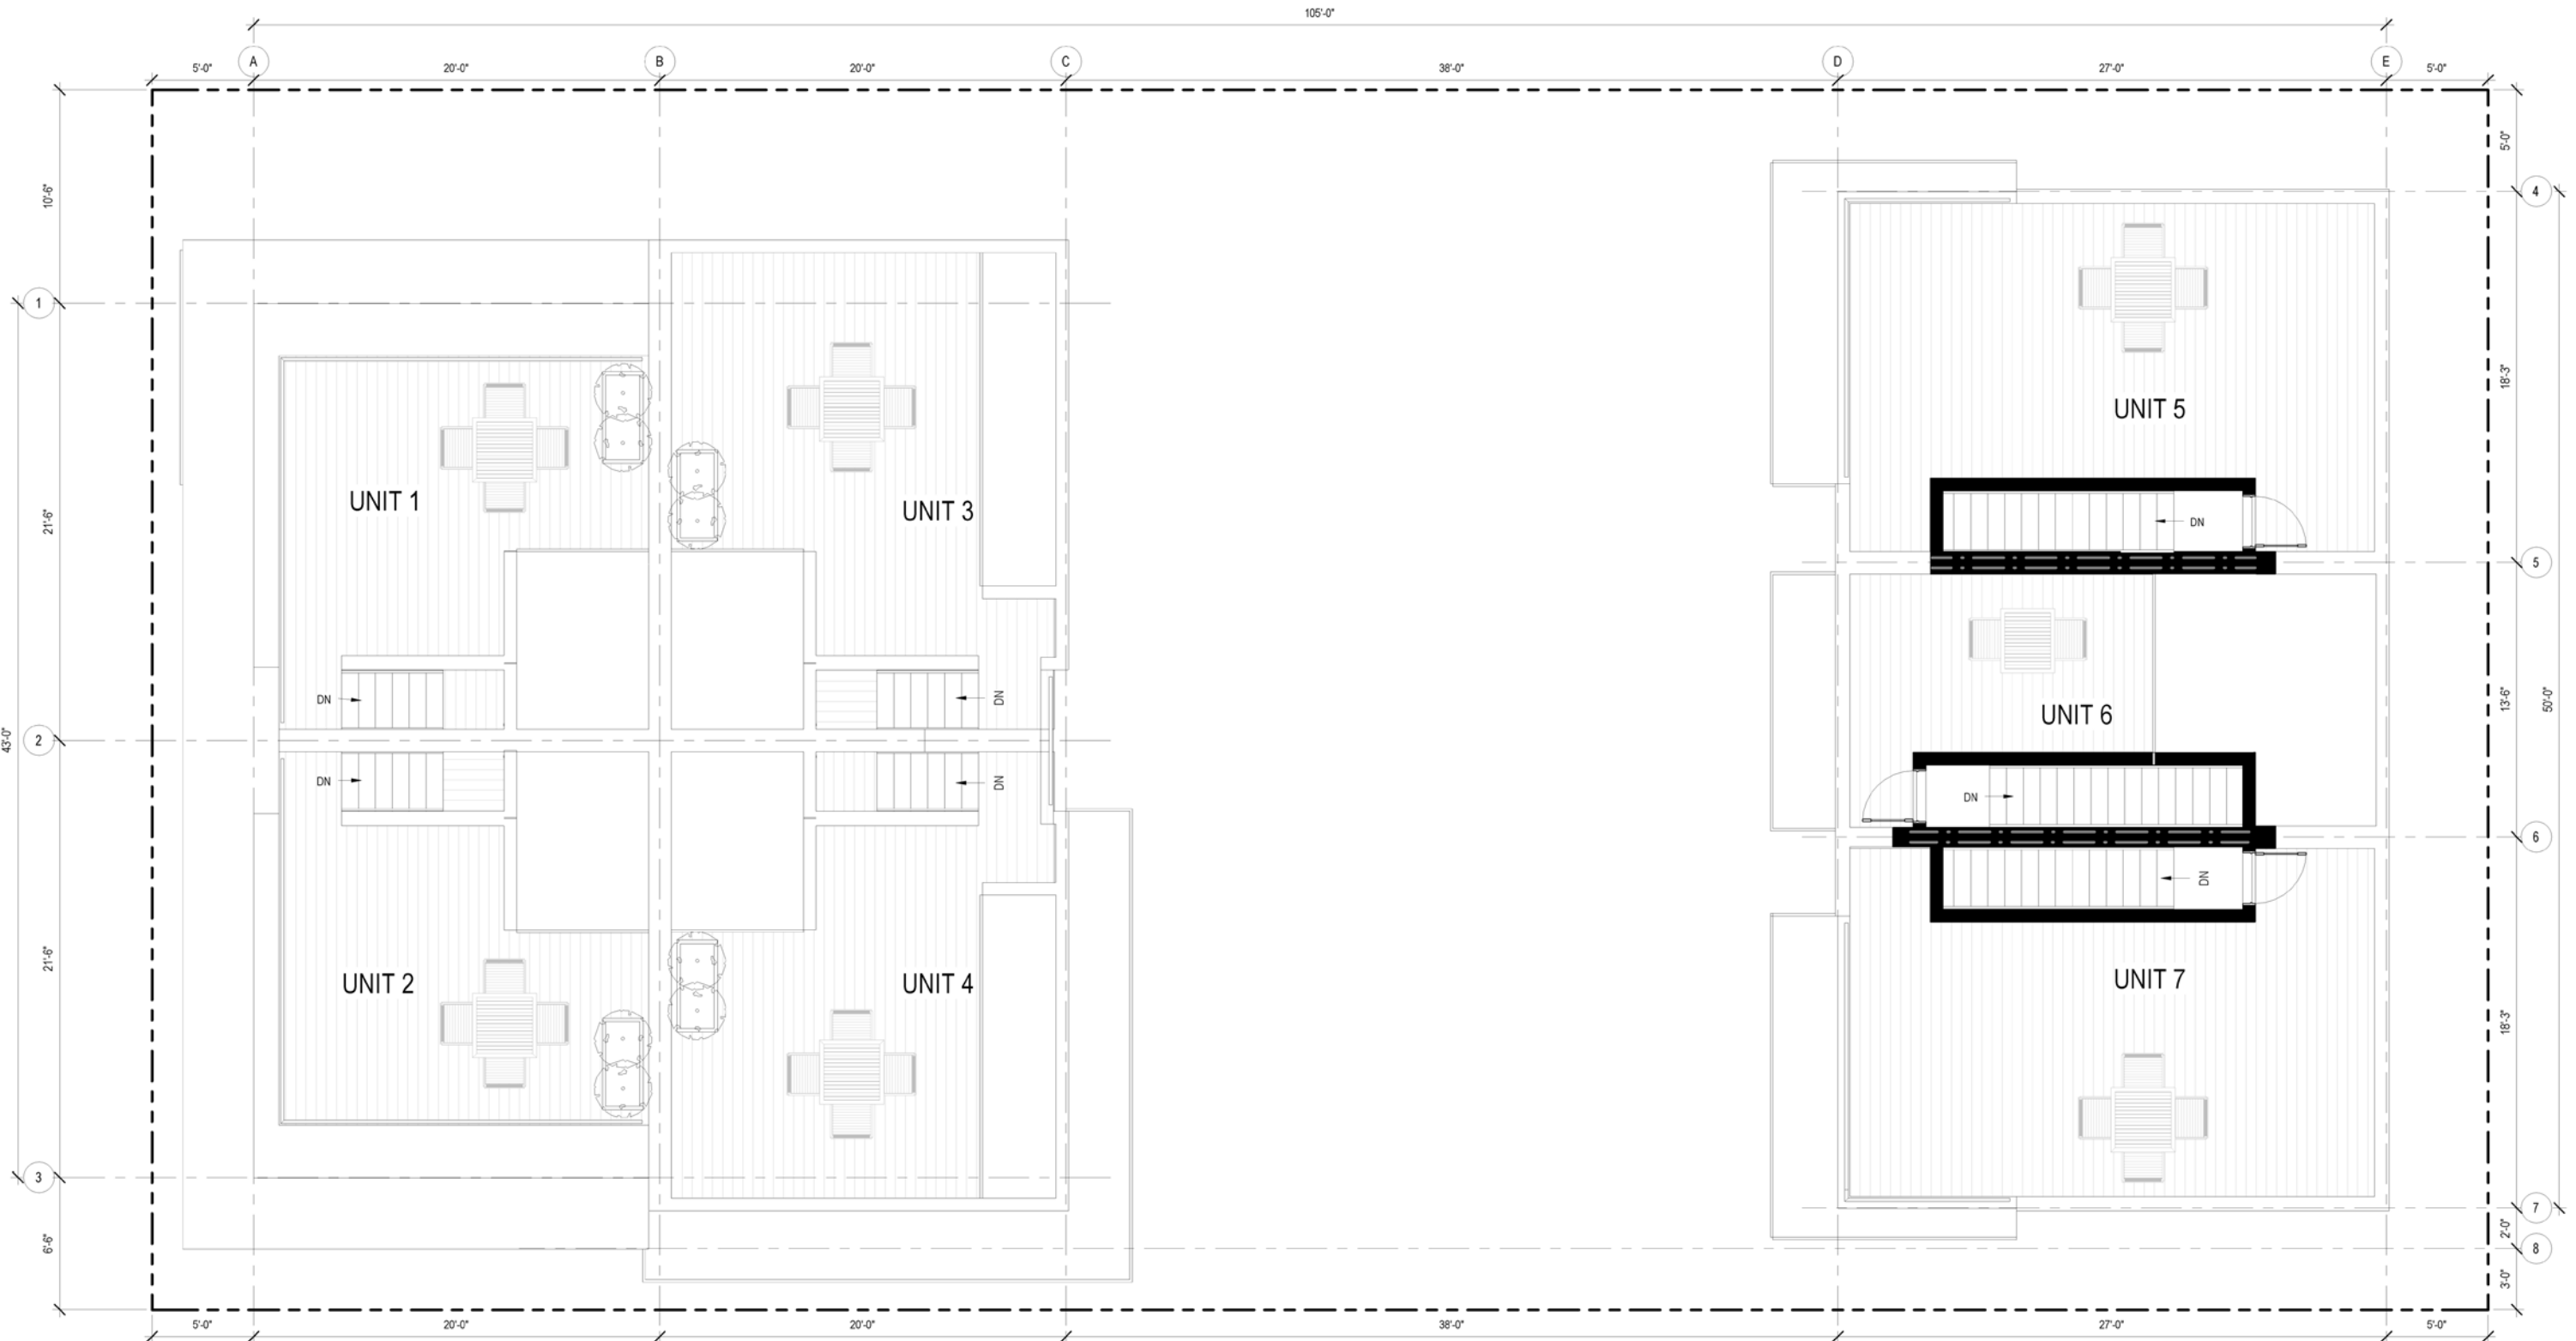 105'-0"
A B C D E
5'-0" 20'-0" 20'-0" 38'-0" 27'-0" 5'-0"
10'-6"
5'-0"
4
1
18'-3"
UNIT 5
UNIT 1
UNIT 3
21'-6"
DN
5
DN
DN
13'-6"
50'-0"
UNIT 6
43'-0"
2
DN
DN
DN
6
DN
21'-6"
UNIT 2
UNIT 4
UNIT 7
18'-3"
3
7
2'-0"
6'-6"
8
3'-0"
5'-0" 20'-0" 20'-0" 38'-0" 27'-0" 5'-0"